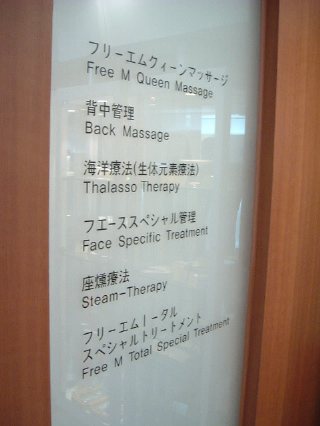 フリーエムクィーンマッサージ
Free M Queen Massage
背中管理
Back Massage
海洋療法(生体元素療法)
Thalasso Therapy
フエーススペシャル管理
Face Specific Treatment
座燻療法
Steam-Therapy
フリーエムトータル
スペシャルトリートメント
Free M Total Special Treatment